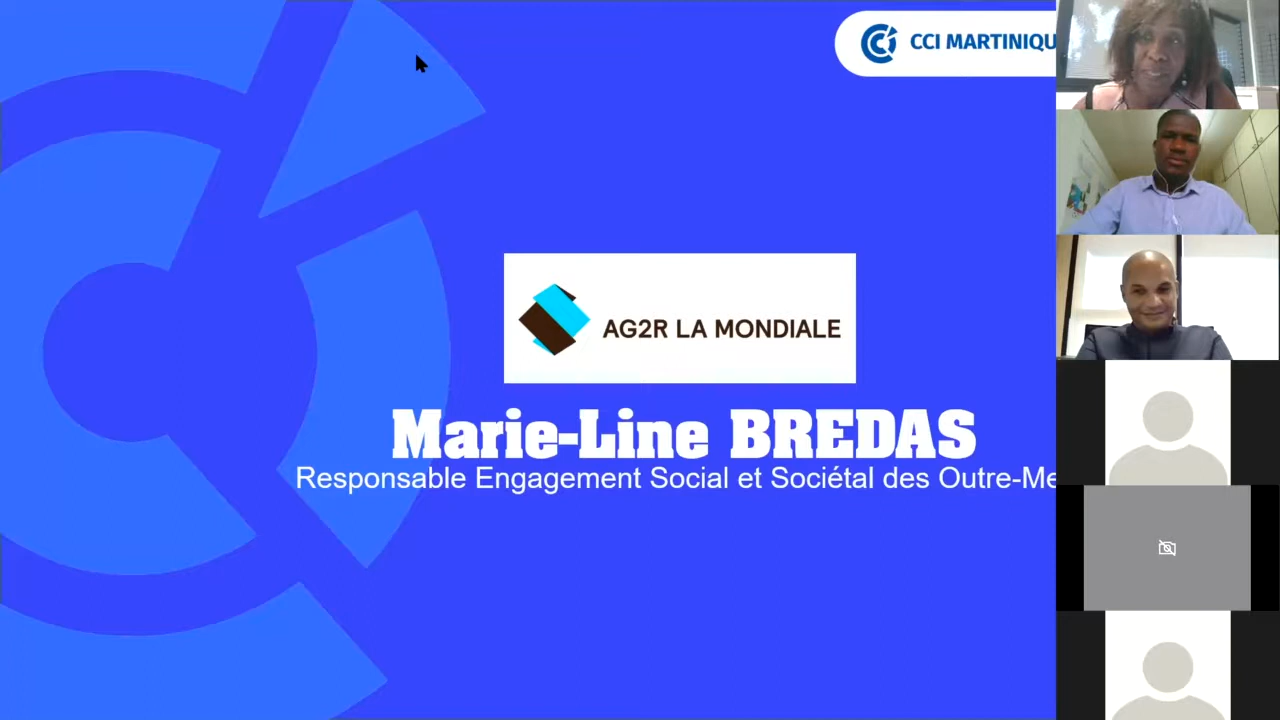 CCI MARTINIQU
AG2R LA MONDIALE
Marie-Line BREDAS
Responsable Engagement Social et Sociétal des Outre-Me